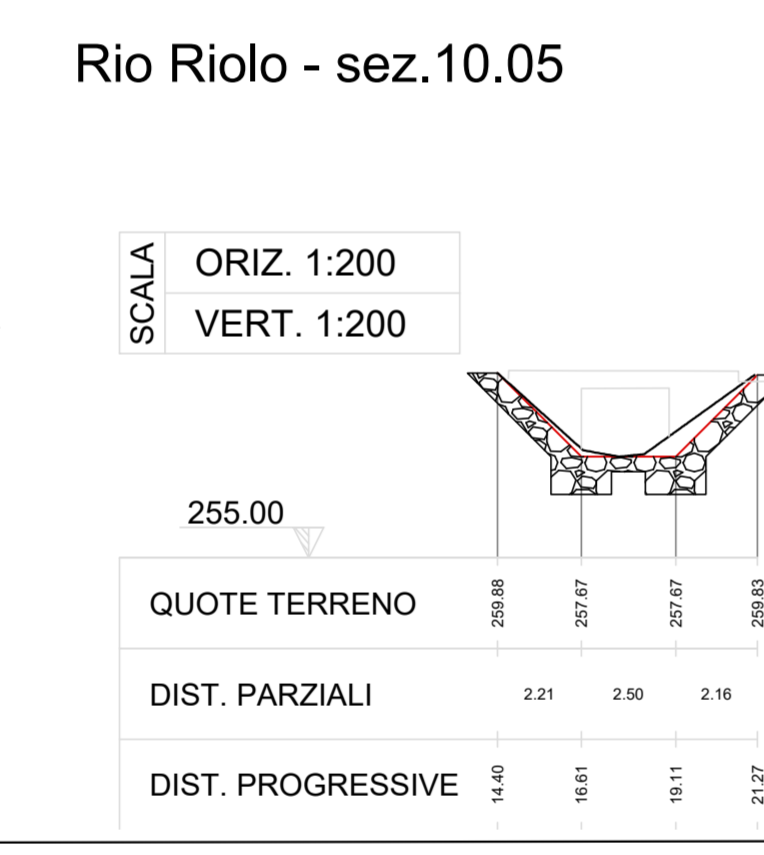 Rio Riolo - sez.10.05
SCALA
ORIZ. 1:200
VERT. 1:200
255.00
QUOTE TERRENO 259.88 257.67 257.67 259.83
DIST. PARZIALI 2.21 2.50 2.16
DIST. PROGRESSIVE 14.40 16.61 19.11 21.27